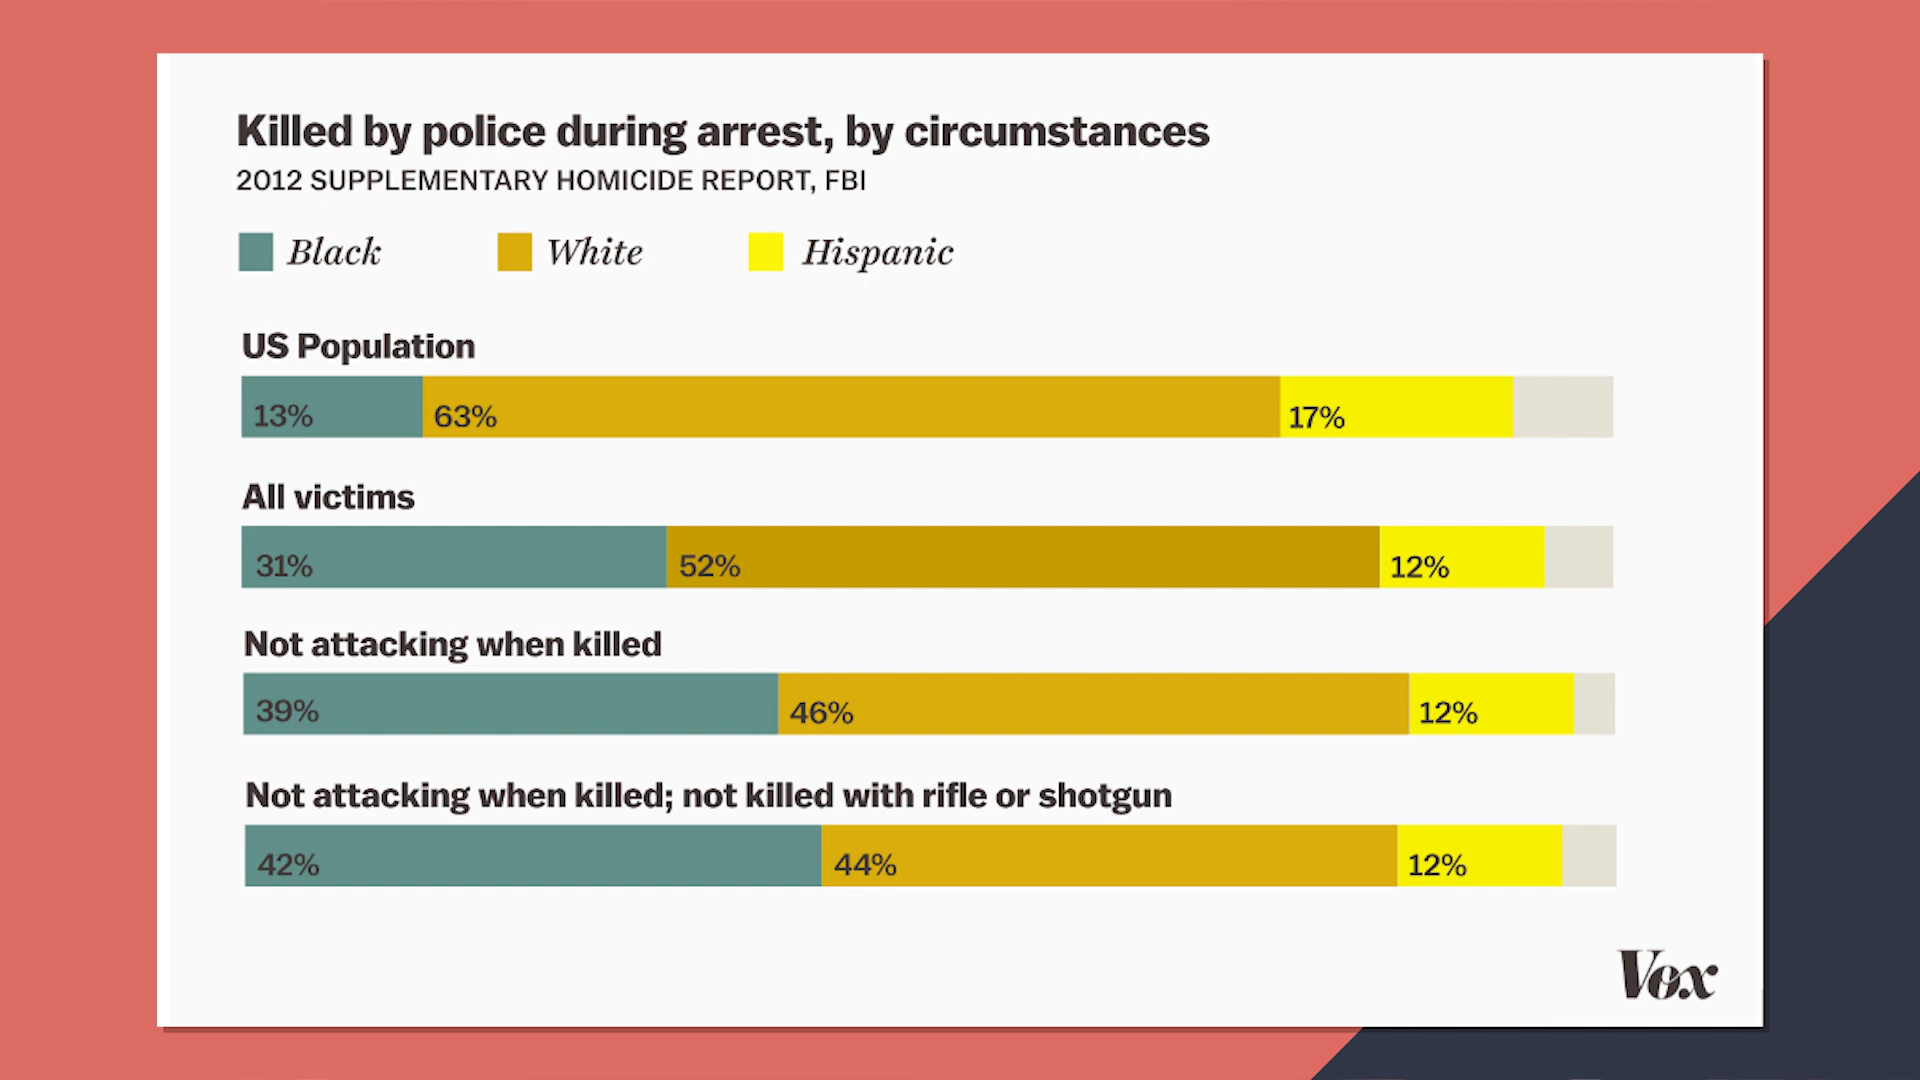 Killed by police during arrest, by circumstances
2012 SUPPLEMENTARY HOMICIDE REPORT, FBI
Black White Hispanic
US Population
13% 63% 17%
All victims
31% 52% 12%
Not attacking when killed
39% 46% 12%
Not attacking when killed; not killed with rifle or shotgun
42% 44% 12%
Vox